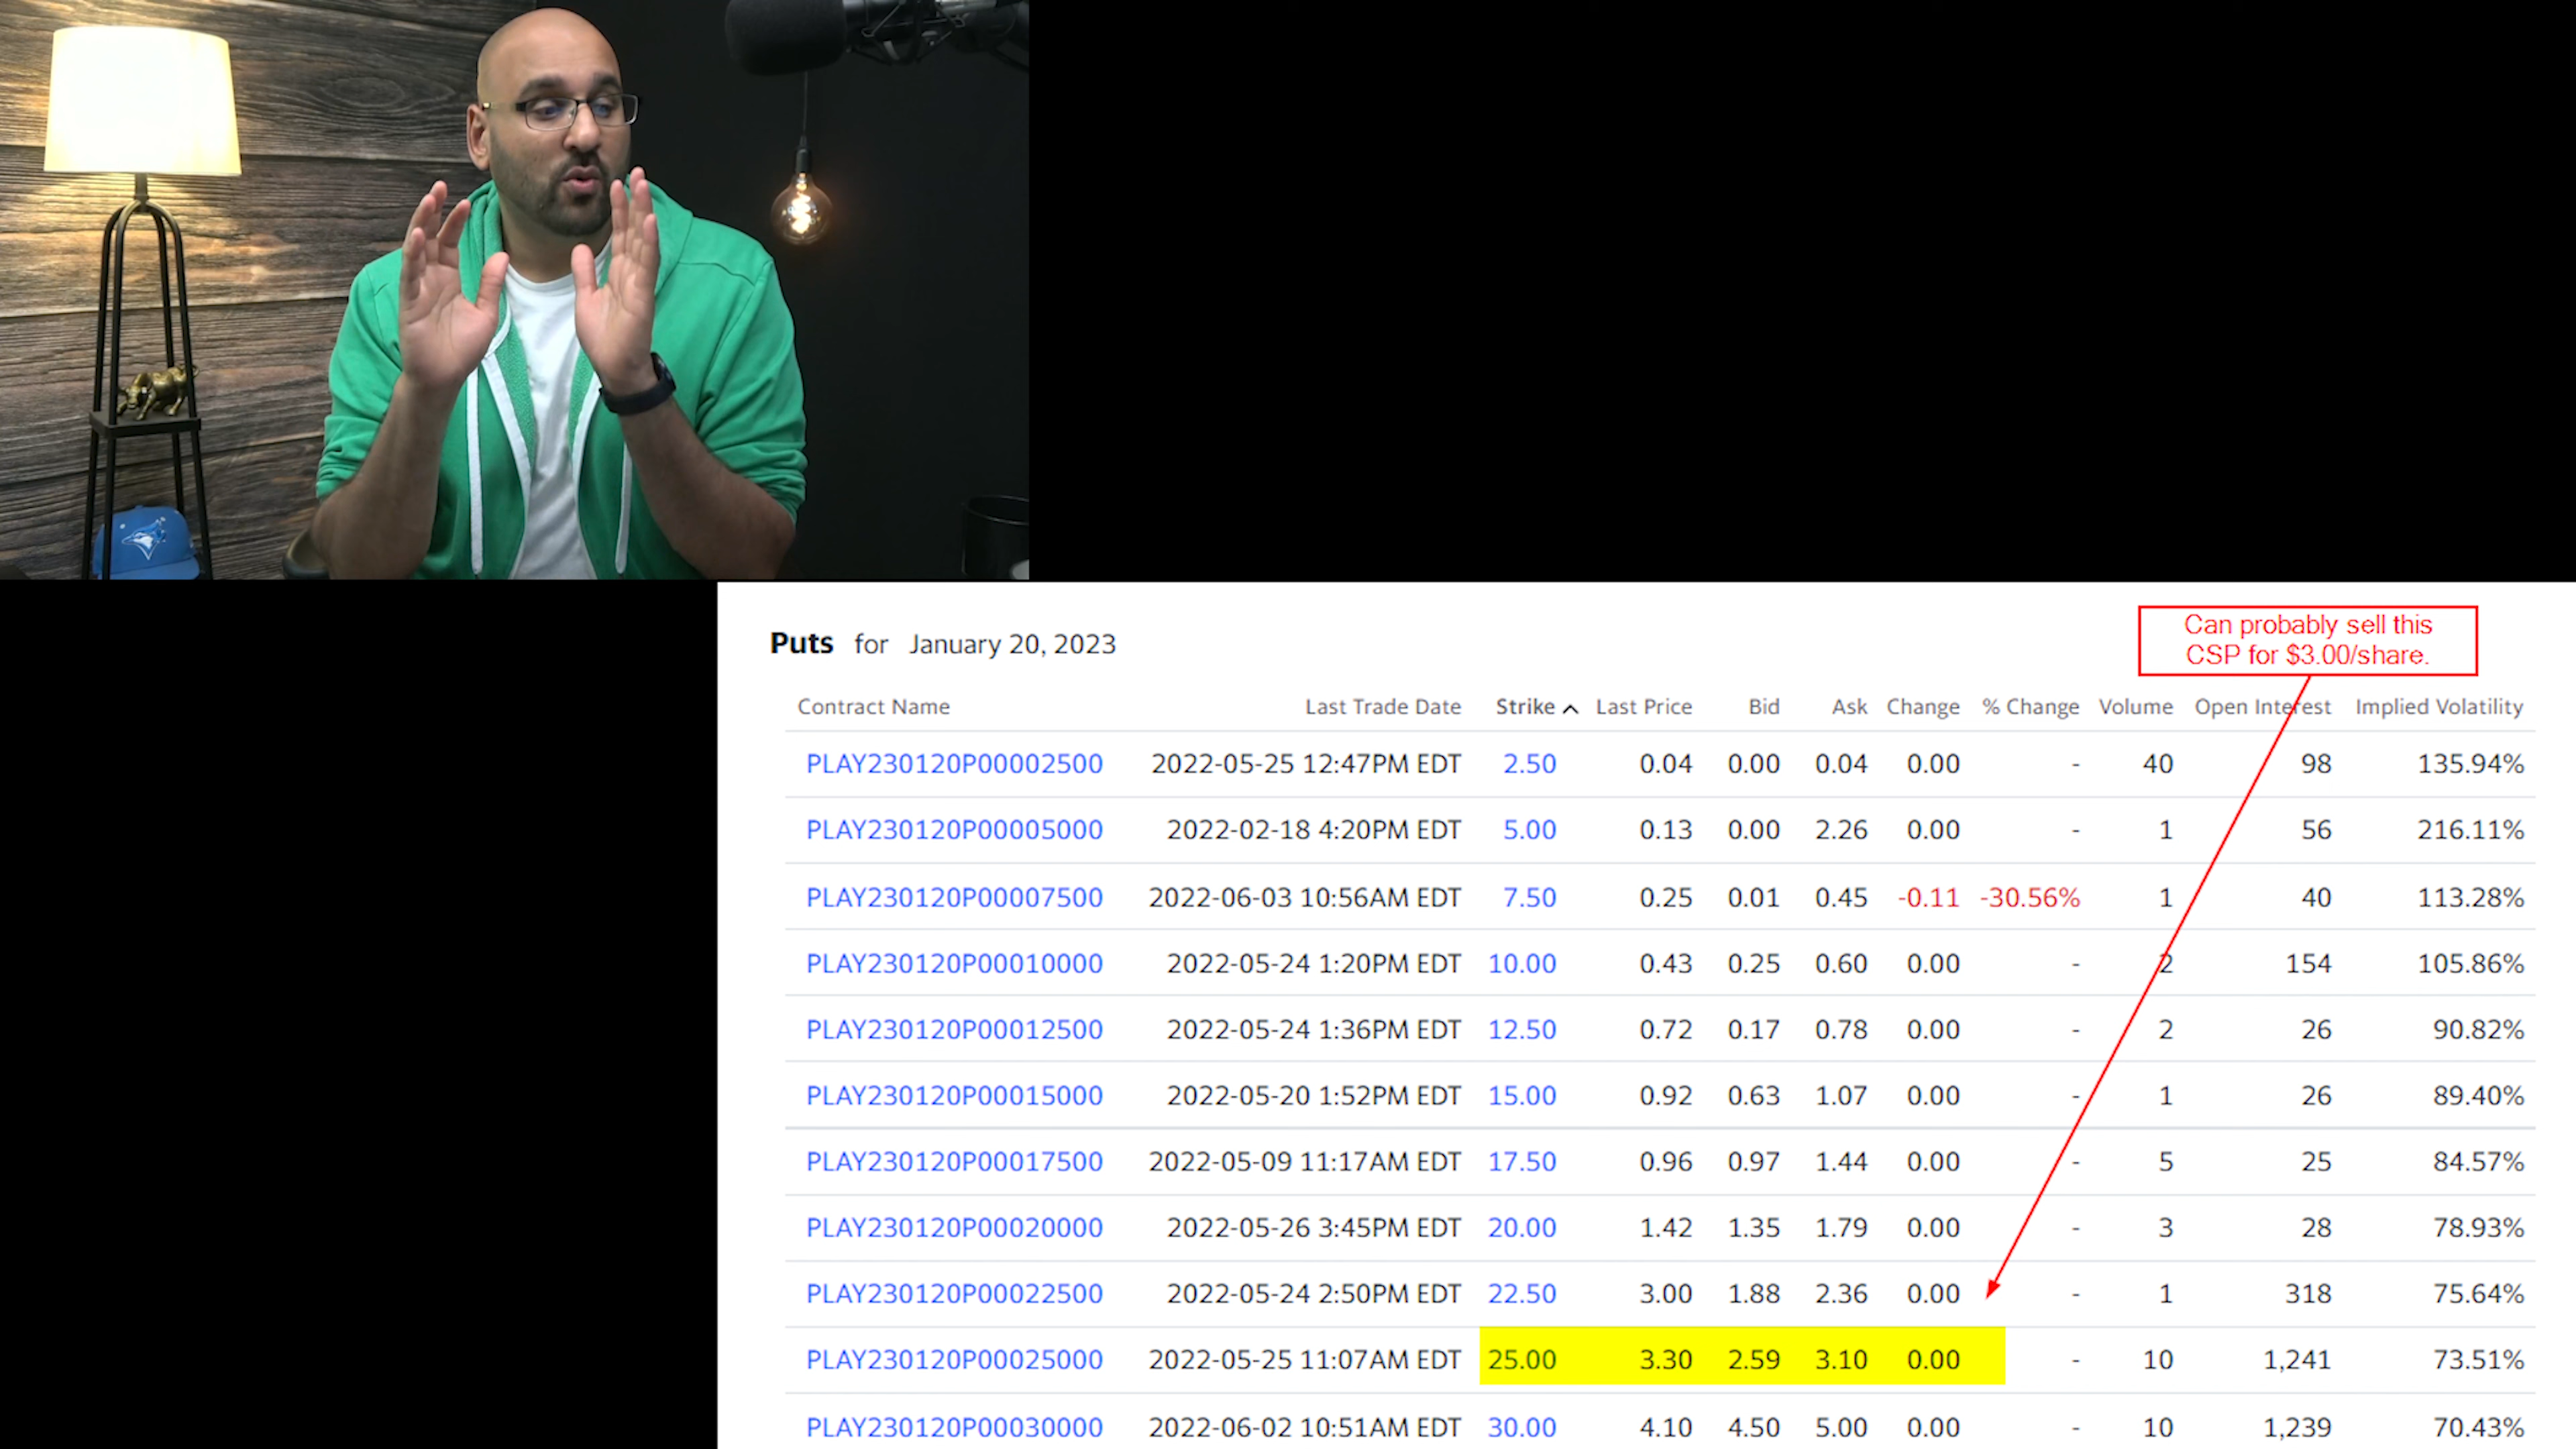 Can probably sell this
CSP for $3.00/share.
Puts for January 20, 2023
Contract Name Last Trade Date Strike Last Price Bid Ask Change % Change Volume Open Interest Implied Volatility
PLAY230120P00002500 2022-05-25 12:47PM EDT 2.50 0.04 0.00 0.04 0.00 - 40 98 135.94%
PLAY230120P00005000 2022-02-18 4:20PM EDT 5.00 0.13 0.00 2.26 0.00 - 1 56 216.11%
PLAY230120P00007500 2022-06-03 10:56AM EDT 7.50 0.25 0.01 0.45 -0.11 -30.56% 1 40 113.28%
PLAY230120P00010000 2022-05-24 1:20PM EDT 10.00 0.43 0.25 0.60 0.00 - 2 154 105.86%
PLAY230120P00012500 2022-05-24 1:36PM EDT 12.50 0.72 0.17 0.78 0.00 - 2 26 90.82%
PLAY230120P00015000 2022-05-20 1:52PM EDT 15.00 0.92 0.63 1.07 0.00 - 1 26 89.40%
PLAY230120P00017500 2022-05-09 11:17AM EDT 17.50 0.96 0.97 1.44 0.00 - 5 25 84.57%
PLAY230120P00020000 2022-05-26 3:45PM EDT 20.00 1.42 1.35 1.79 0.00 - 3 28 78.93%
PLAY230120P00022500 2022-05-24 2:50PM EDT 22.50 3.00 1.88 2.36 0.00 - 1 318 75.64%
PLAY230120P00025000 2022-05-25 11:07AM EDT 25.00 3.30 2.59 3.10 0.00 - 10 1,241 73.51%
PLAY230120P00030000 2022-06-02 10:51AM EDT 30.00 4.10 4.50 5.00 0.00 - 10 1,239 70.43%